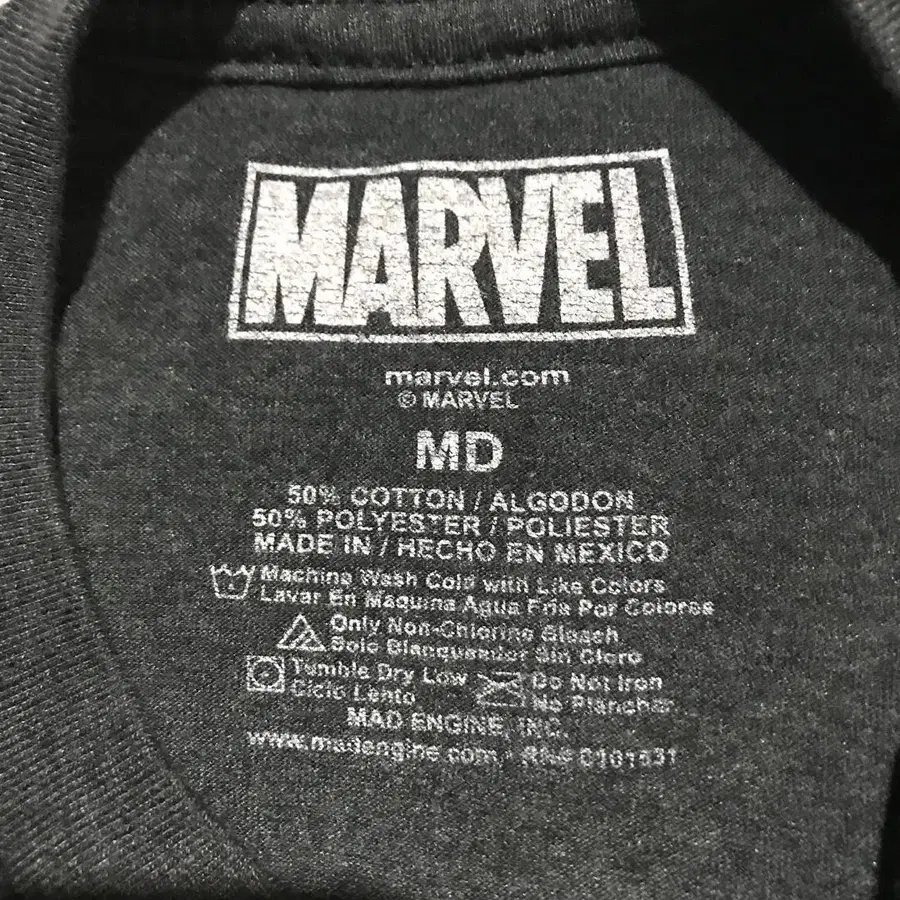 MARVEL
marvel.com
© MARVEL
MD
50% COTTON / ALGODON
50% POLYESTER / POLIESTER
MADE IN / HECHO EN MEXICO
Machine Wash Cold with Like Colors
Lavar En Maquina Agua Fria Por Colores
Only Non-Chlorine Bleach
Solo Blanqueador Sin Cloro
Tumble Dry Low
Ciclo Lento
Do Not Iron
No Planchar
MAD ENGINE, INC.
www.madengine.com · RN#